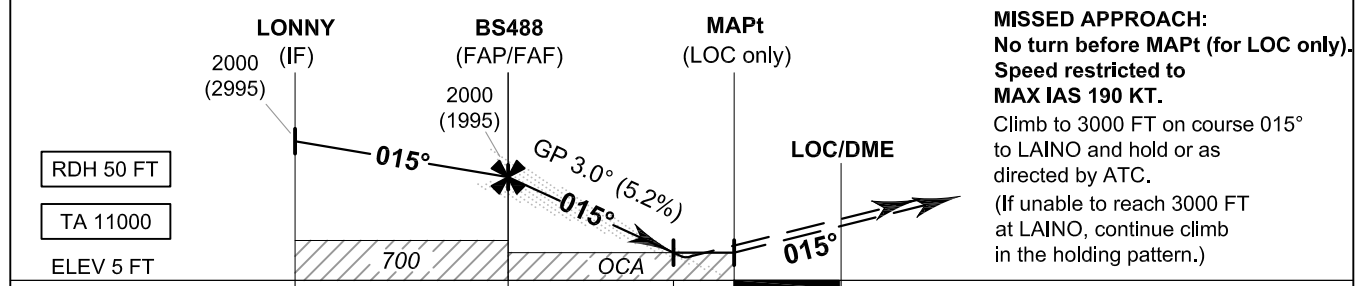 LONNY
(IF)
2000
(2995)
BS488
(FAP/FAF)
2000
(1995)
MAPt
(LOC only)
LOC/DME
015°
GP 3.0° (5.2%)
015°
015°
RDH 50 FT
TA 11000
ELEV 5 FT
700
OCA
MISSED APPROACH:
No turn before MAPt (for LOC only).
Speed restricted to
MAX IAS 190 KT.
Climb to 3000 FT on course 015°
to LAINO and hold or as
directed by ATC.
(If unable to reach 3000 FT
at LAINO, continue climb
in the holding pattern.)